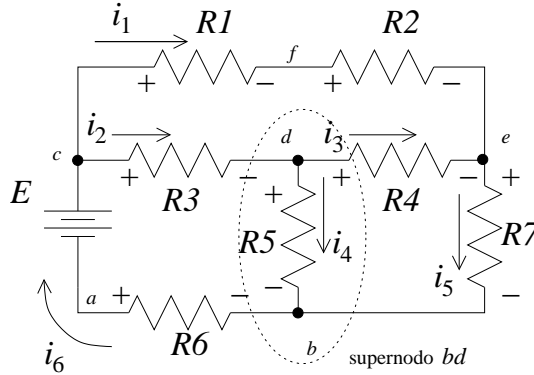 i1 R1 f R2
+ − + −
c i2 d i3 e
+ − + − +
R3 + R4
E R5 i4 i5 R7
a + − − −
i6 R6 b supernodo bd